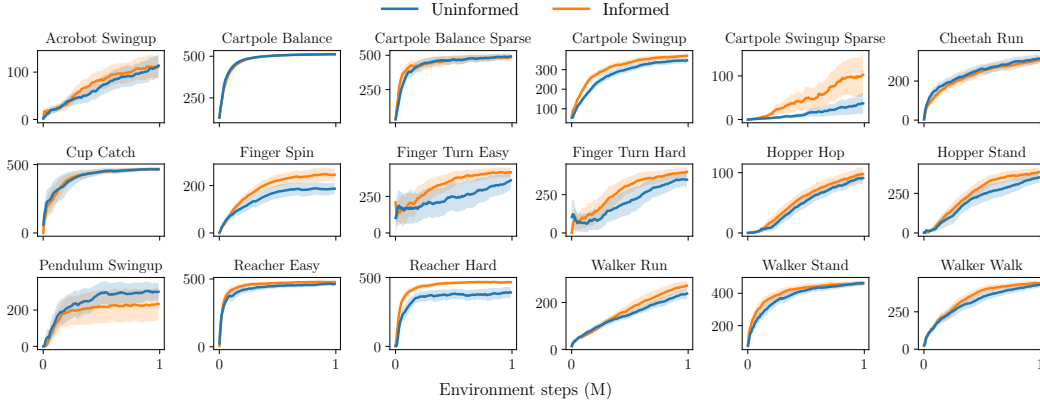 Uninformed Informed
Acrobot Swingup Cartpole Balance Cartpole Balance Sparse Cartpole Swingup Cartpole Swingup Sparse Cheetah Run
100 0
500 250
500 250 0
300 200 100
100 0
200 0
Cup Catch Finger Spin Finger Turn Easy Finger Turn Hard Hopper Hop Hopper Stand
500 0
200 0
250 0
250 0
100 0
250 0
Pendulum Swingup Reacher Easy Reacher Hard Walker Run Walker Stand Walker Walk
200 0
500 250 0
500 0
200 0
400 200
250 0
0 1 0 1 0 1 0 1 0 1 0 1
Environment steps (M)